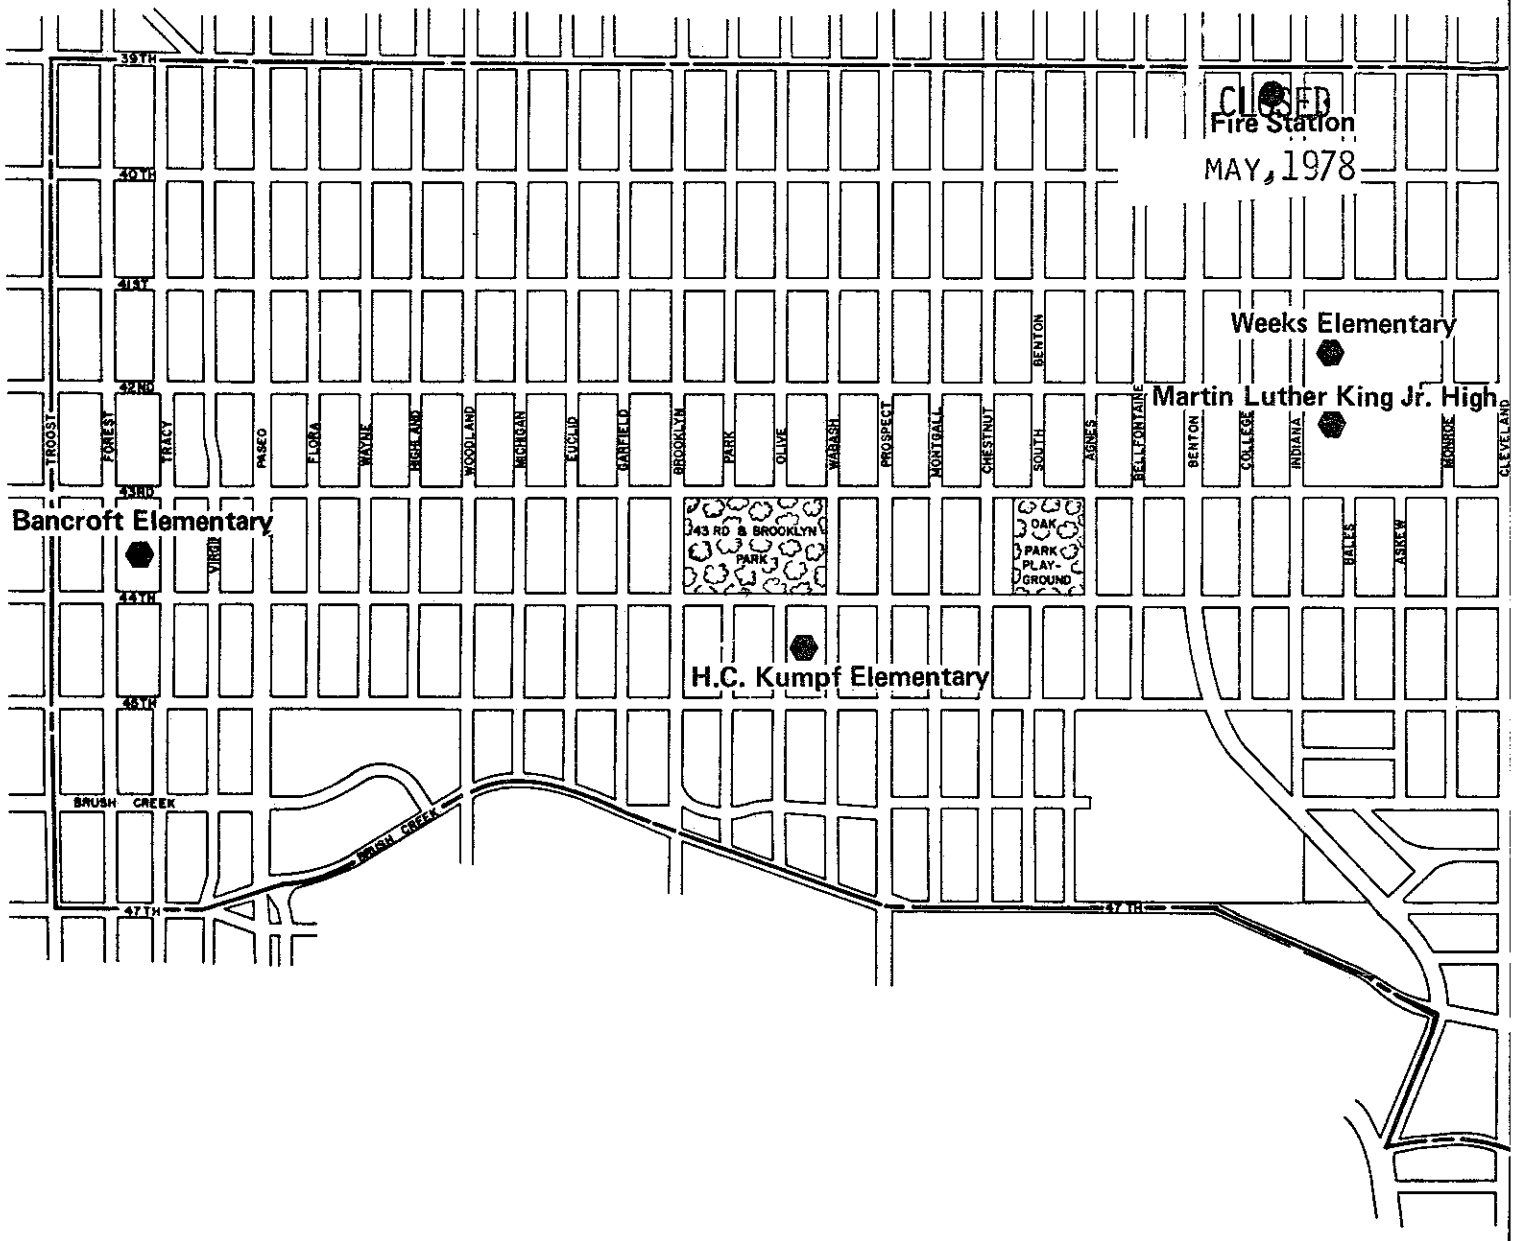 39TH
CLOSED
Fire Station
MAY, 1978
40TH
41ST
BENTON
Weeks Elementary
42ND
Martin Luther King Jr. High
TROOST
FOREST
TRACY
PASEO
FLORA
WAYNE
HIGHLAND
WOODLAND
MICHIGAN
EUCLID
GARFIELD
BROOKLYN
PARK
OLIVE
WABASH
PROSPECT
MONTGALL
CHESTNUT
SOUTH
AGNES
BELLFONTAINE
BENTON
COLLEGE
INDIANA
MONROE
CLEVELAND
43RD
Bancroft Elementary
VIRGI
43 RD & BROOKLYN
PARK
OAK
PARK
PLAY-
GROUND
BALES
ASKEW
44TH
H.C. Kumpf Elementary
45TH
BRUSH CREEK
BRUSH CREEK
47TH
47 TH